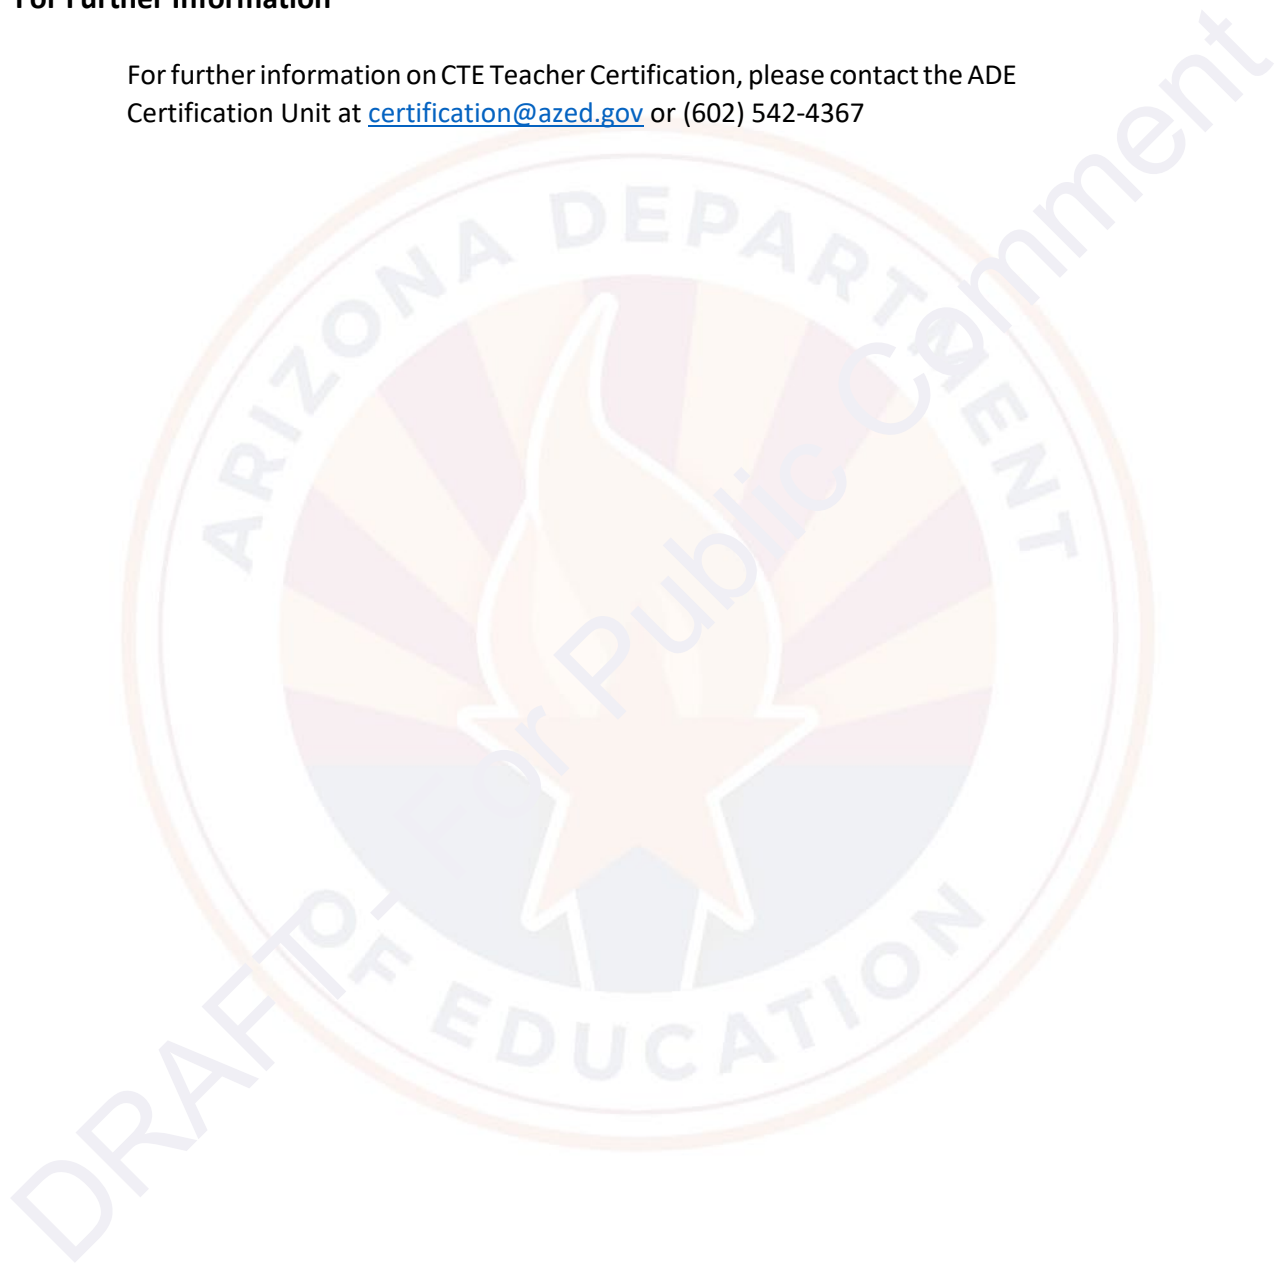 For Further Information
For further information on CTE Teacher Certification, please contact the ADE
Certification Unit at certification@azed.gov or (602) 542-4367
ARIZONA DEPARTMENT
OF EDUCATION
DRAFT - For Public Comment